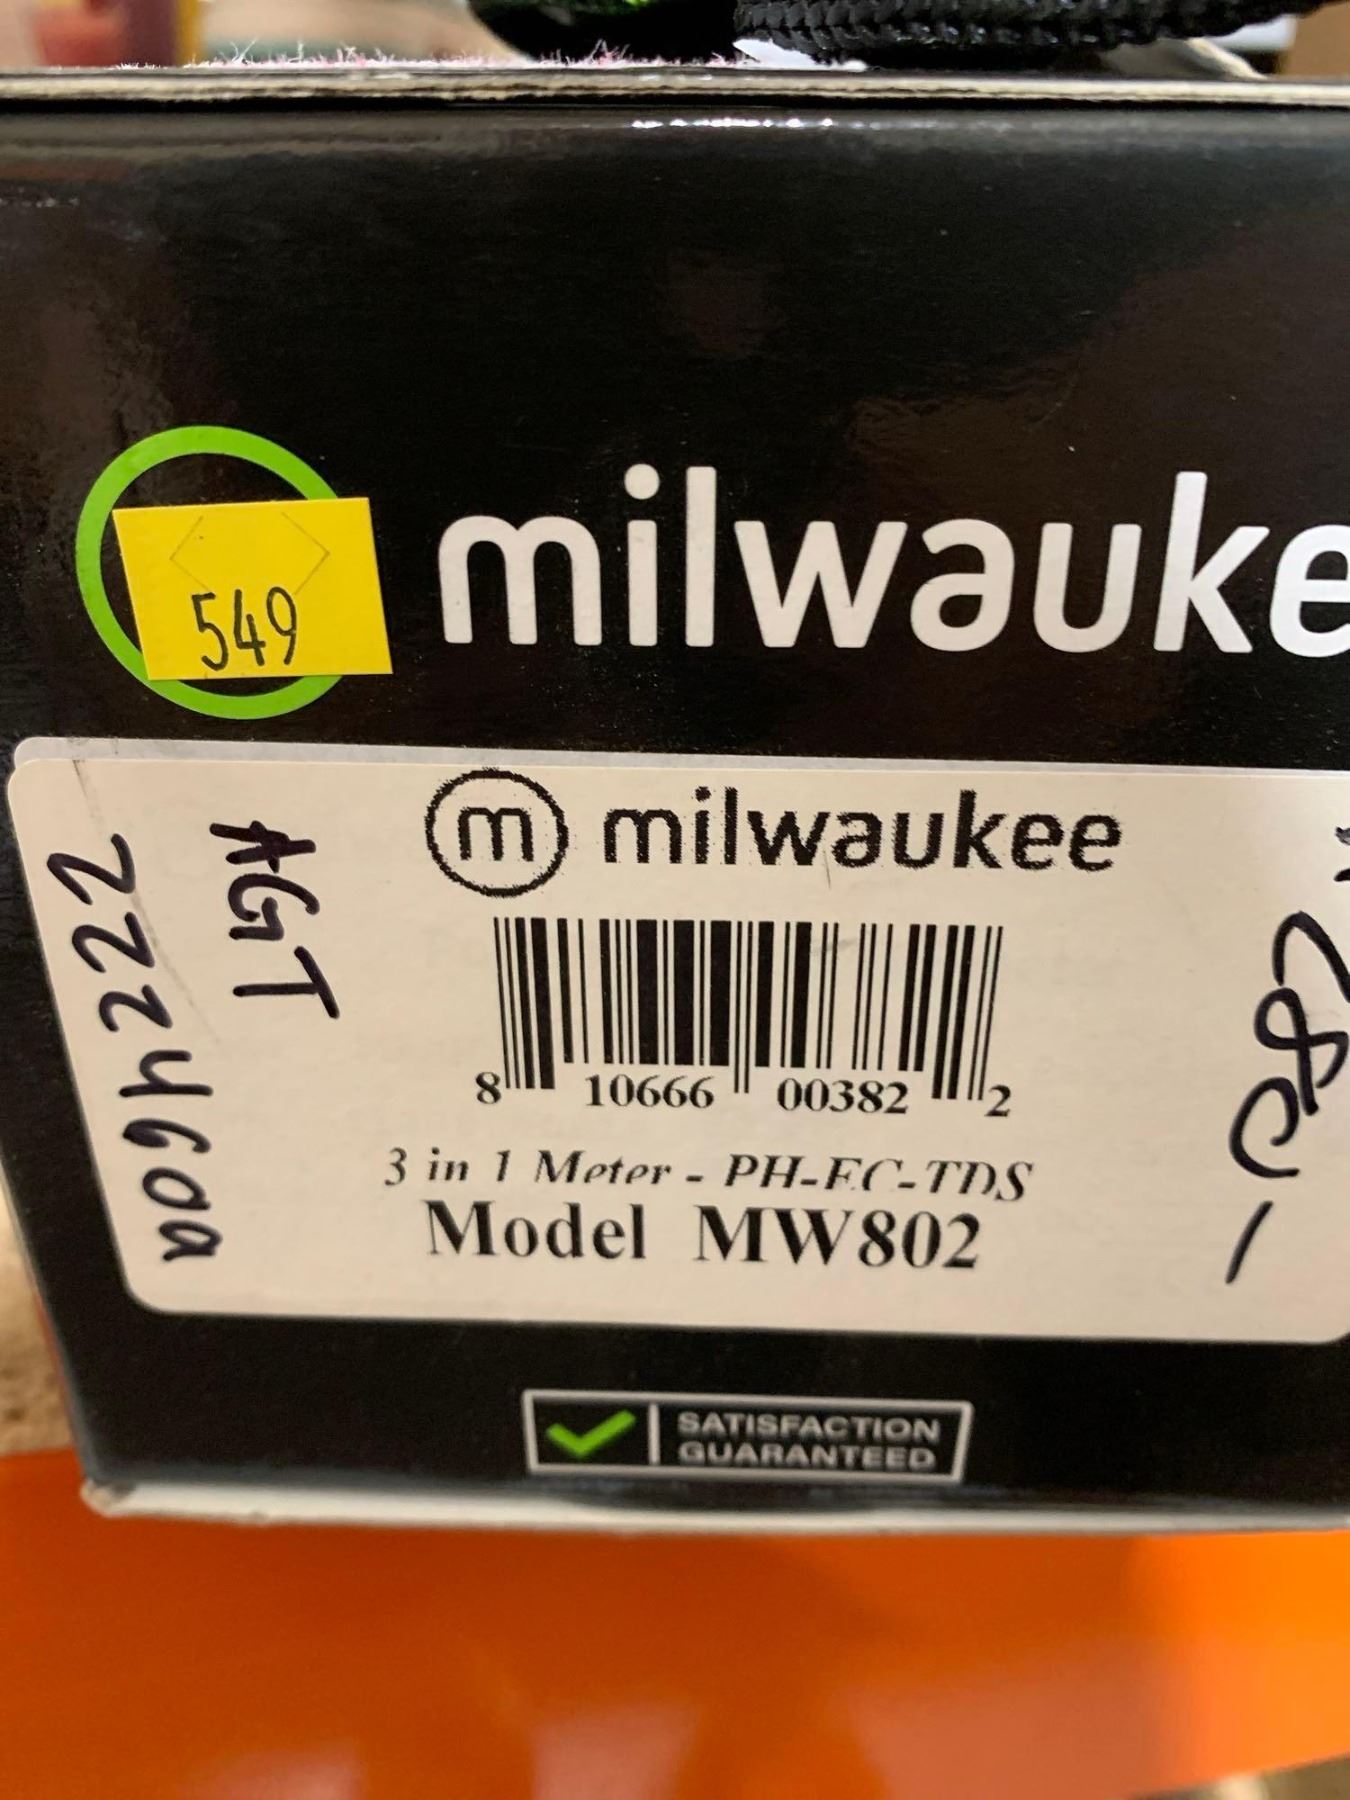 milwauke
549
m milwaukee
8 10666 00382 2
3 in 1 Meter - PH-EC-TDS
Model MW802
AGT
2224600A
SATISFACTION
GUARANTEED